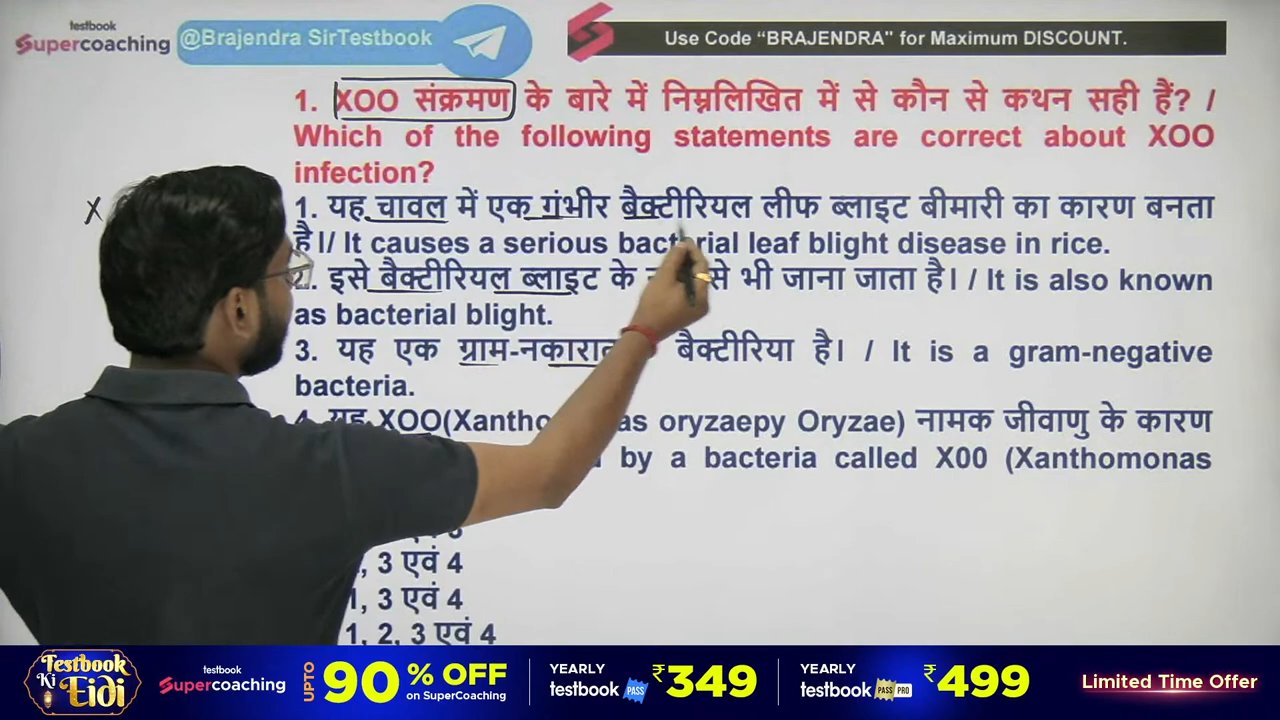 testbook
Supercoaching
@Brajendra SirTestbook
Use Code “BRAJENDRA" for Maximum DISCOUNT.
1. XOO संक्रमण के बारे में निम्नलिखित में से कौन से कथन सही हैं? /
Which of the following statements are correct about XOO
infection?
x
1. यह चावल में एक गंभीर बैक्टीरियल लीफ ब्लाइट बीमारी का कारण बनता
है।/ It causes a serious bacterial leaf blight disease in rice.
इसे बैक्टीरियल ब्लाइट के से भी जाना जाता है। / It is also known
as bacterial blight.
3. यह एक ग्राम-नकारात बैक्टीरिया है। / It is a gram-negative
bacteria.
4. यह XOO(Xantho as oryzaepy Oryzae) नामक जीवाणु के कारण
by a bacteria called X00 (Xanthomonas
, 3 एवं 4
1, 3 एवं 4
1, 2, 3 एवं 4
Testbook Ki Eidi
testbook
Supercoaching
UPTO 90% OFF on SuperCoaching
YEARLY testbook PASS ₹349
YEARLY testbook PASS PRO ₹499
Limited Time Offer